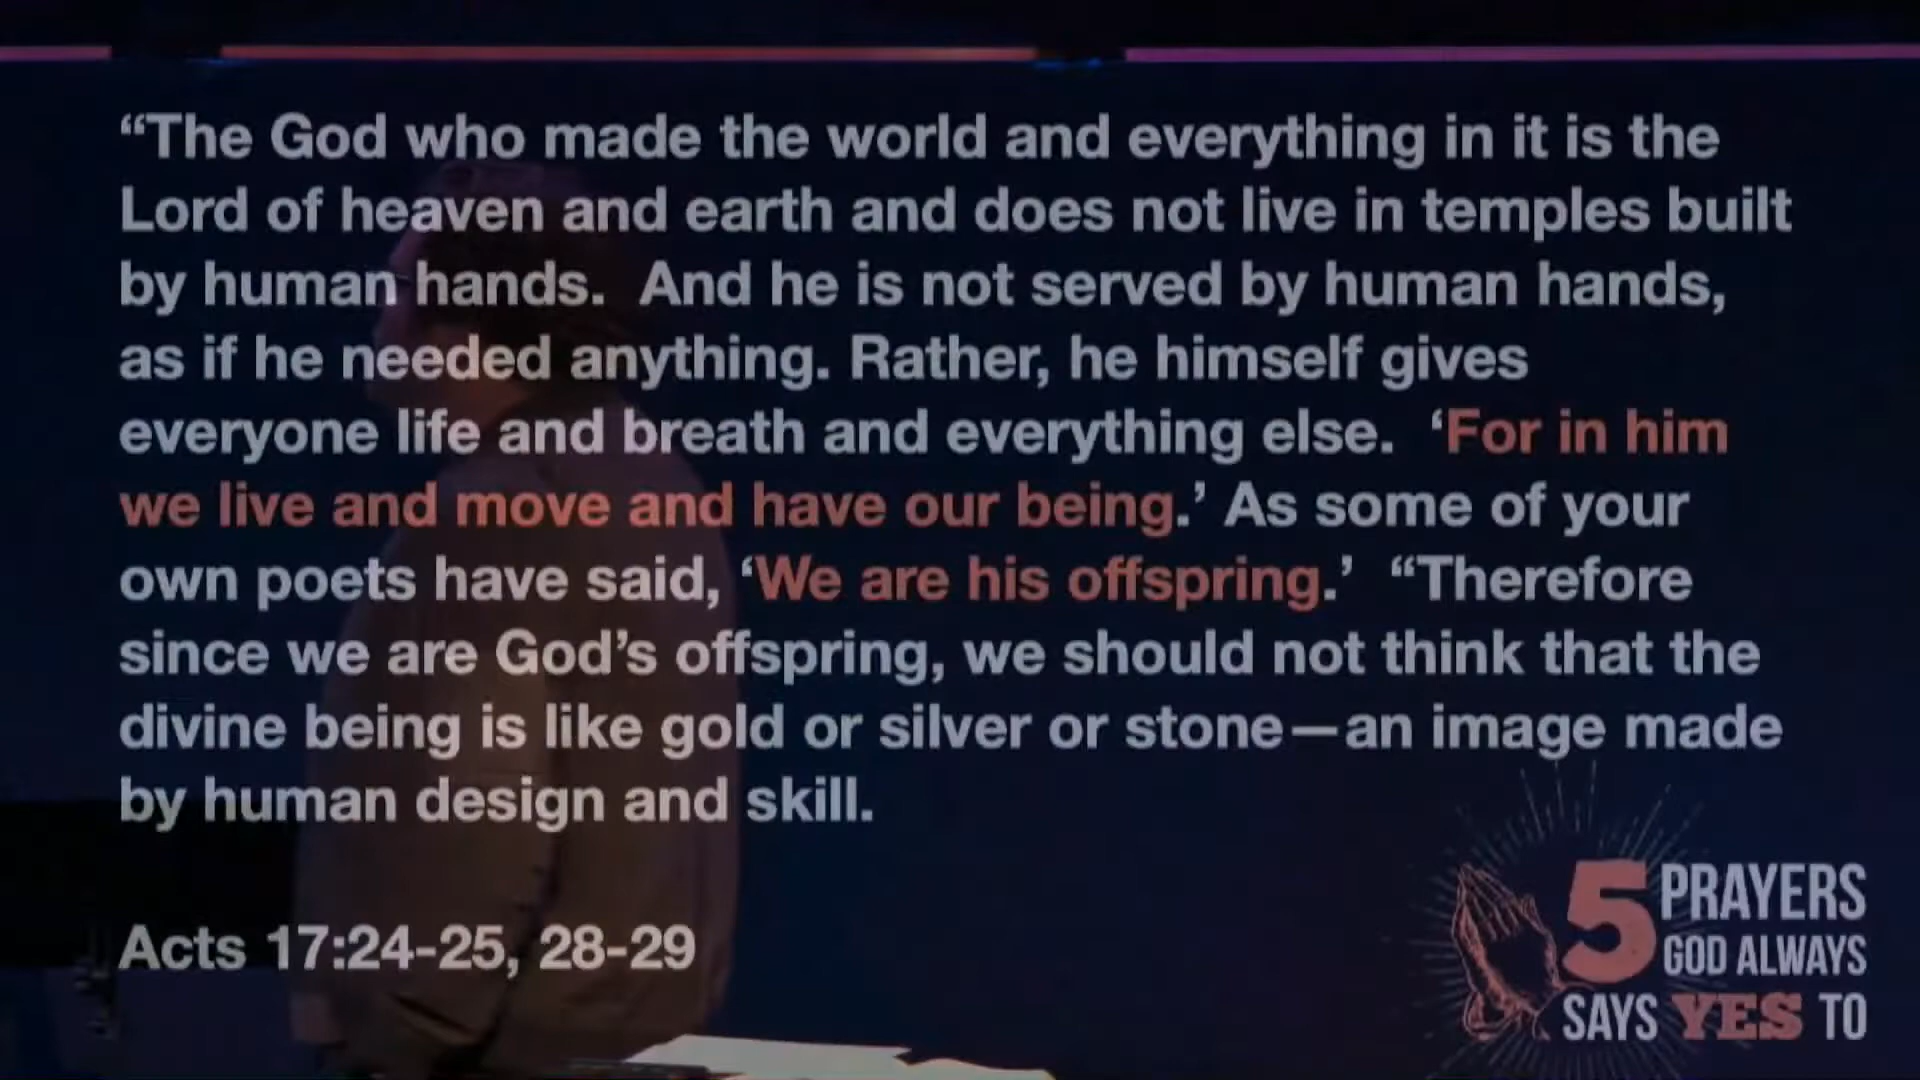 “The God who made the world and everything in it is the
Lord of heaven and earth and does not live in temples built
by human hands.  And he is not served by human hands,
as if he needed anything. Rather, he himself gives
everyone life and breath and everything else.  ‘For in him
we live and move and have our being.’ As some of your
own poets have said, ‘We are his offspring.’  “Therefore
since we are God’s offspring, we should not think that the
divine being is like gold or silver or stone—an image made
by human design and skill.
Acts 17:24-25, 28-29
5 PRAYERS
GOD ALWAYS
SAYS YES TO